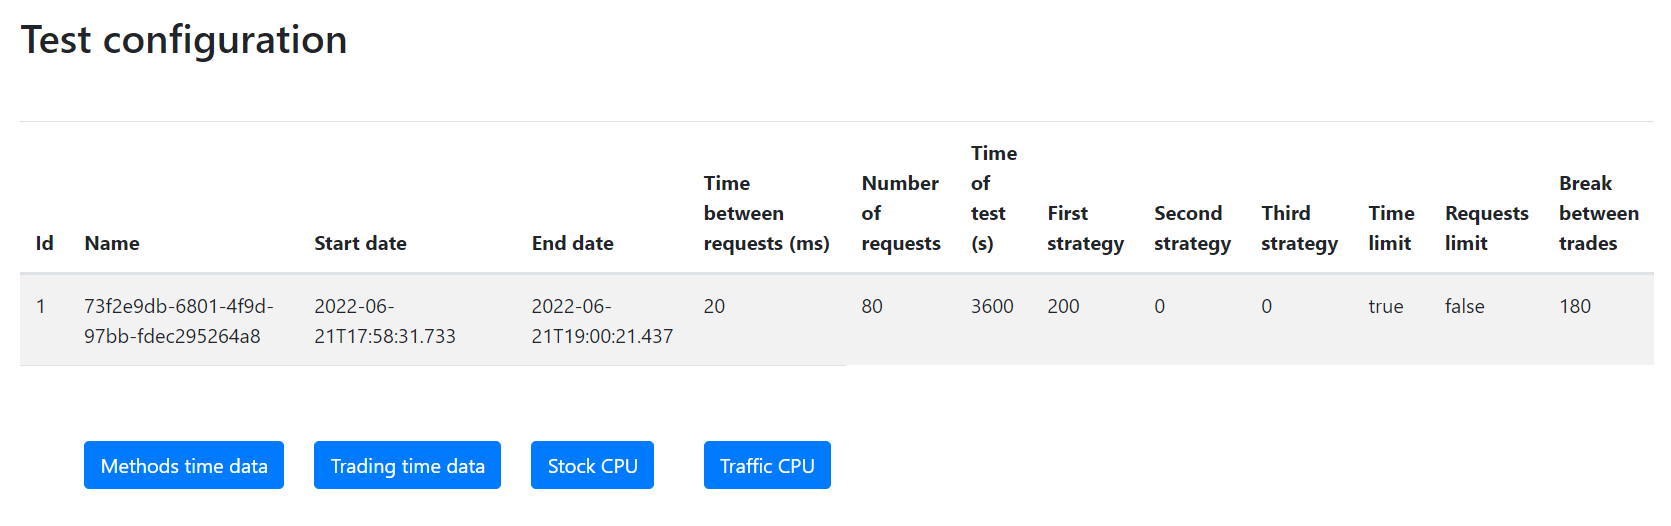 Test configuration
Id
Name
Start date
End date
Time
between
requests (ms)
Number
of
requests
Time
of
test
(s)
First
strategy
Second
strategy
Third
strategy
Time
limit
Requests
limit
Break
between
trades
1
73f2e9db-6801-4f9d-
97bb-fdec295264a8
2022-06-
21T17:58:31.733
2022-06-
21T19:00:21.437
20
80
3600
200
0
0
true
false
180
Methods time data
Trading time data
Stock CPU
Traffic CPU